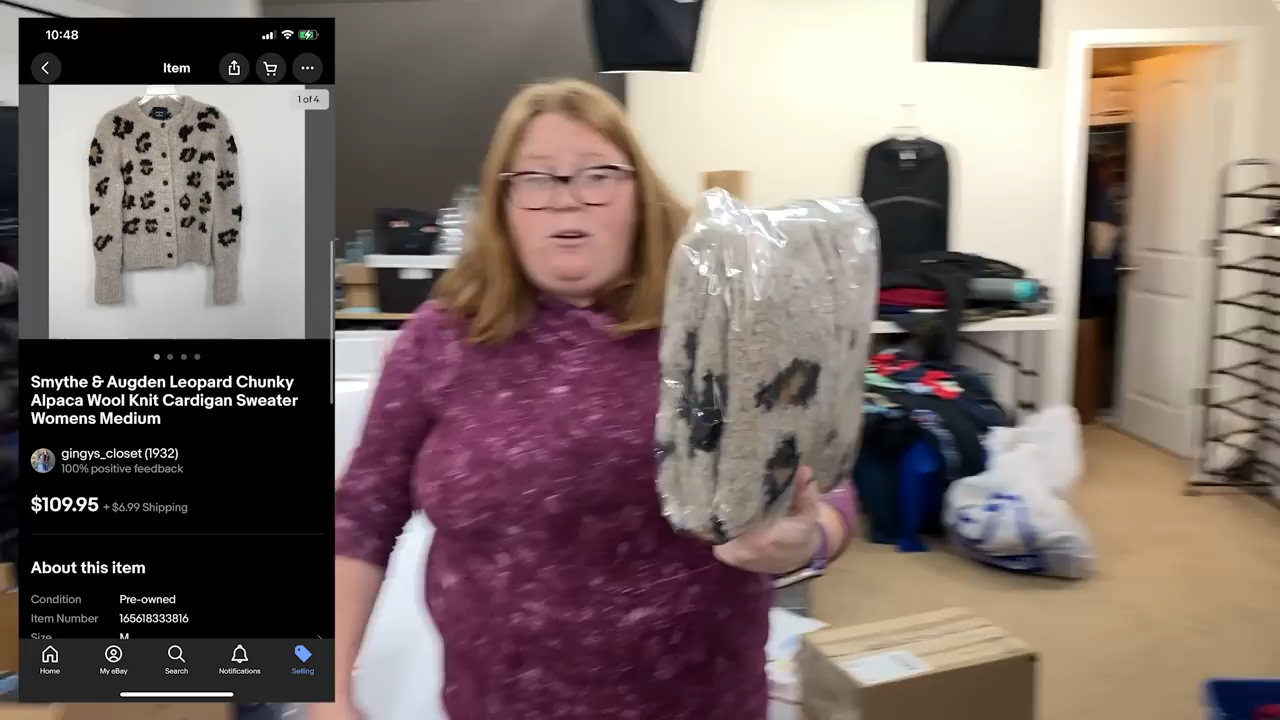 10:48
Item
1 of 4
Smythe & Augden Leopard Chunky
Alpaca Wool Knit Cardigan Sweater
Womens Medium
gingys_closet (1932)
100% positive feedback
$109.95 + $6.99 Shipping
About this item
Condition Pre-owned
Item Number 165618333816
Size M
Home My eBay Search Notifications Selling